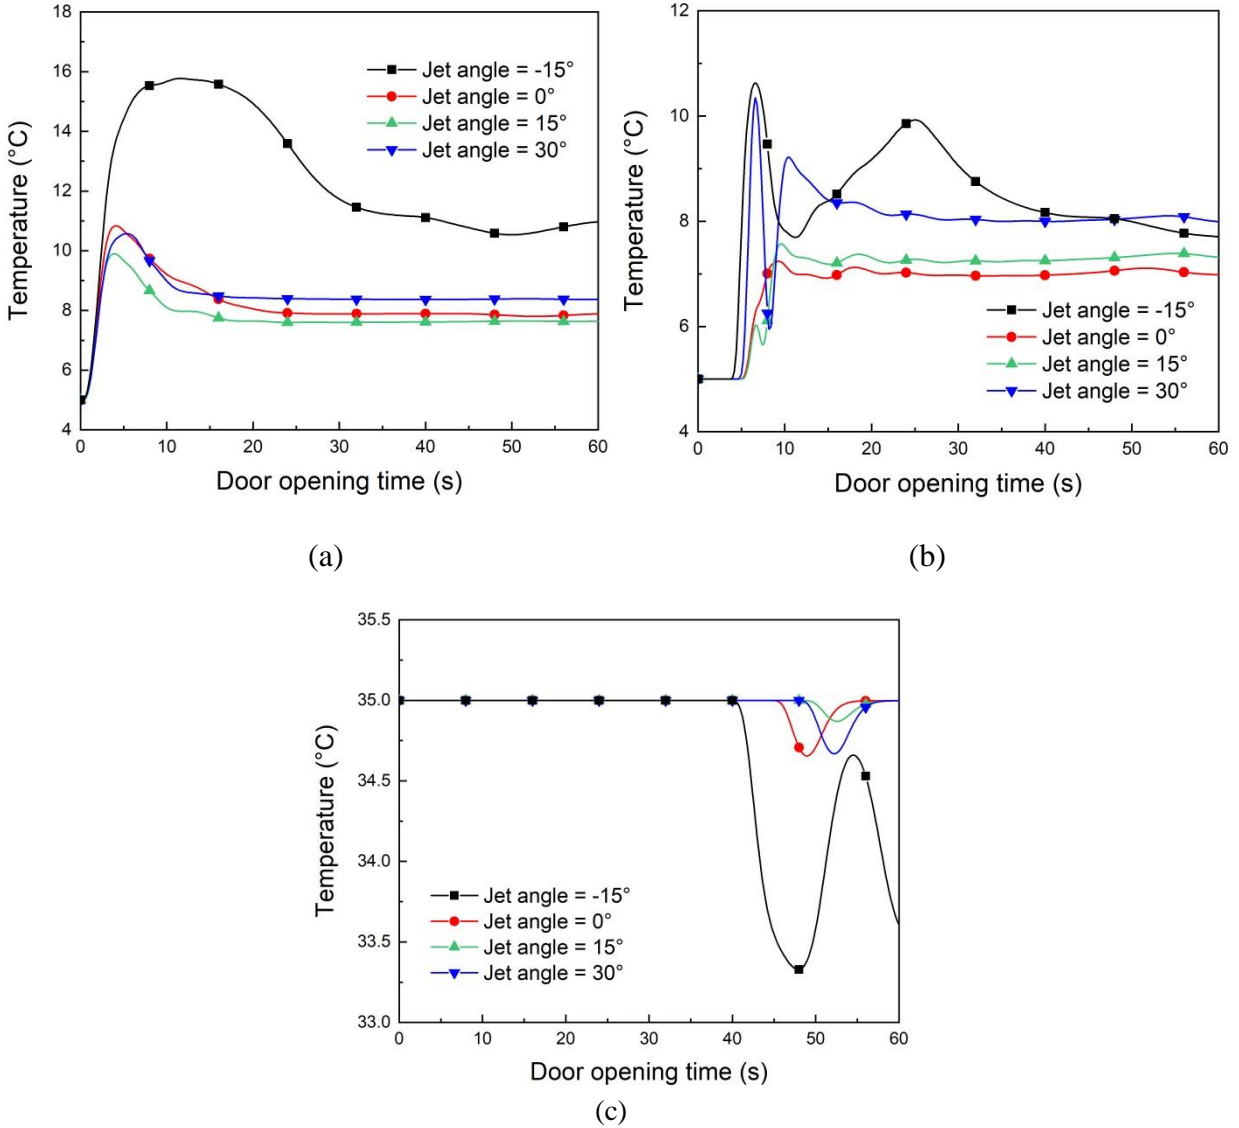 18
16
14
12
10
8
6
4
Temperature (°C)
Jet angle = -15°
Jet angle = 0°
Jet angle = 15°
Jet angle = 30°
0 10 20 30 40 50 60
Door opening time (s)
(a)
12
10
8
6
4
Temperature (°C)
Jet angle = -15°
Jet angle = 0°
Jet angle = 15°
Jet angle = 30°
0 10 20 30 40 50 60
Door opening time (s)
(b)
35.5
35.0
34.5
34.0
33.5
33.0
Temperature (°C)
Jet angle = -15°
Jet angle = 0°
Jet angle = 15°
Jet angle = 30°
0 10 20 30 40 50 60
Door opening time (s)
(c)